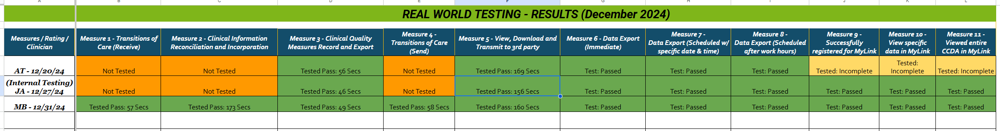 A B C D E F G H I J K L
REAL WORLD TESTING - RESULTS (December 2024)
Measures / Rating /
Clinician
Measure 1 - Transitions of
Care (Receive)
Measure 2 - Clinical Information
Reconciliation and Incorporation
Measure 3 - Clinical Quality
Measures Record and Export
Measure 4 -
Transitions of Care
(Send)
Measure 5 - View, Download and
Transmit to 3rd party
Measure 6 - Data Export
(Immediate)
Measure 7 -
Data Export (Scheduled w/
specific date & time)
Measure 8 -
Data Export (Scheduled
after work hours)
Measure 9 -
Successfully
registered for MyLink
Measure 10 -
View specific
data in MyLink
Measure 11 -
Viewed entire
CCDA in MyLink
AT - 12/20/24
Not Tested
Not Tested
Tested Pass: 56 Secs
Not Tested
Tested Pass: 169 Secs
Test: Passed
Test: Passed
Test: Passed
Tested: Incomplete
Tested:
Incomplete
Tested: Incomplete
(Internal Testing)
JA - 12/27/24
Not Tested
Not Tested
Tested Pass: 46 Secs
Not Tested
Tested Pass: 156 Secs
Test: Passed
Test: Passed
Test: Passed
Test: Passed
Test: Passed
Test: Passed
MB - 12/31/24
Tested Pass: 57 Secs
Tested Pass: 173 Secs
Tested Pass: 49 Secs
Tested Pass: 58 Secs
Tested Pass: 160 Secs
Test: Passed
Test: Passed
Test: Passed
Test: Passed
Test: Passed
Test: Passed